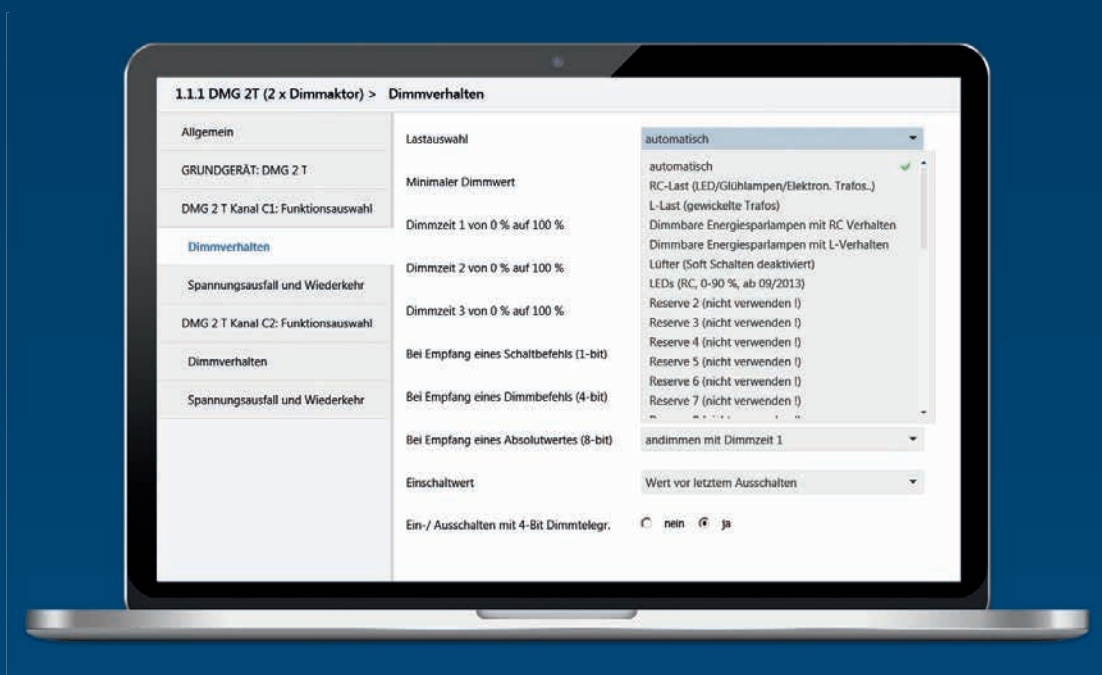 1.1.1 DMG 2T (2 x Dimmaktor) > Dimmverhalten
Allgemein
GRUNDGERÄT: DMG 2 T
DMG 2 T Kanal C1: Funktionsauswahl
Dimmverhalten
Spannungsausfall und Wiederkehr
DMG 2 T Kanal C2: Funktionsauswahl
Dimmverhalten
Spannungsausfall und Wiederkehr
Lastauswahl
automatisch
automatisch
RC-Last (LED/Glühlampen/Elektron. Trafos..)
L-Last (gewickelte Trafos)
Dimmbare Energiesparlampen mit RC Verhalten
Dimmbare Energiesparlampen mit L-Verhalten
Lüfter (Soft Schalten deaktiviert)
LEDs (RC, 0-90 %, ab 09/2013)
Reserve 2 (nicht verwenden !)
Reserve 3 (nicht verwenden !)
Reserve 4 (nicht verwenden !)
Reserve 5 (nicht verwenden !)
Reserve 6 (nicht verwenden !)
Reserve 7 (nicht verwenden !)
Minimaler Dimmwert
Dimmzeit 1 von 0 % auf 100 %
Dimmzeit 2 von 0 % auf 100 %
Dimmzeit 3 von 0 % auf 100 %
Bei Empfang eines Schaltbefehls (1-bit)
Bei Empfang eines Dimmbefehls (4-bit)
Bei Empfang eines Absolutwertes (8-bit) andimmen mit Dimmzeit 1
Einschaltwert Wert vor letztem Ausschalten
Ein-/ Ausschalten mit 4-Bit Dimmtelegr. nein ja